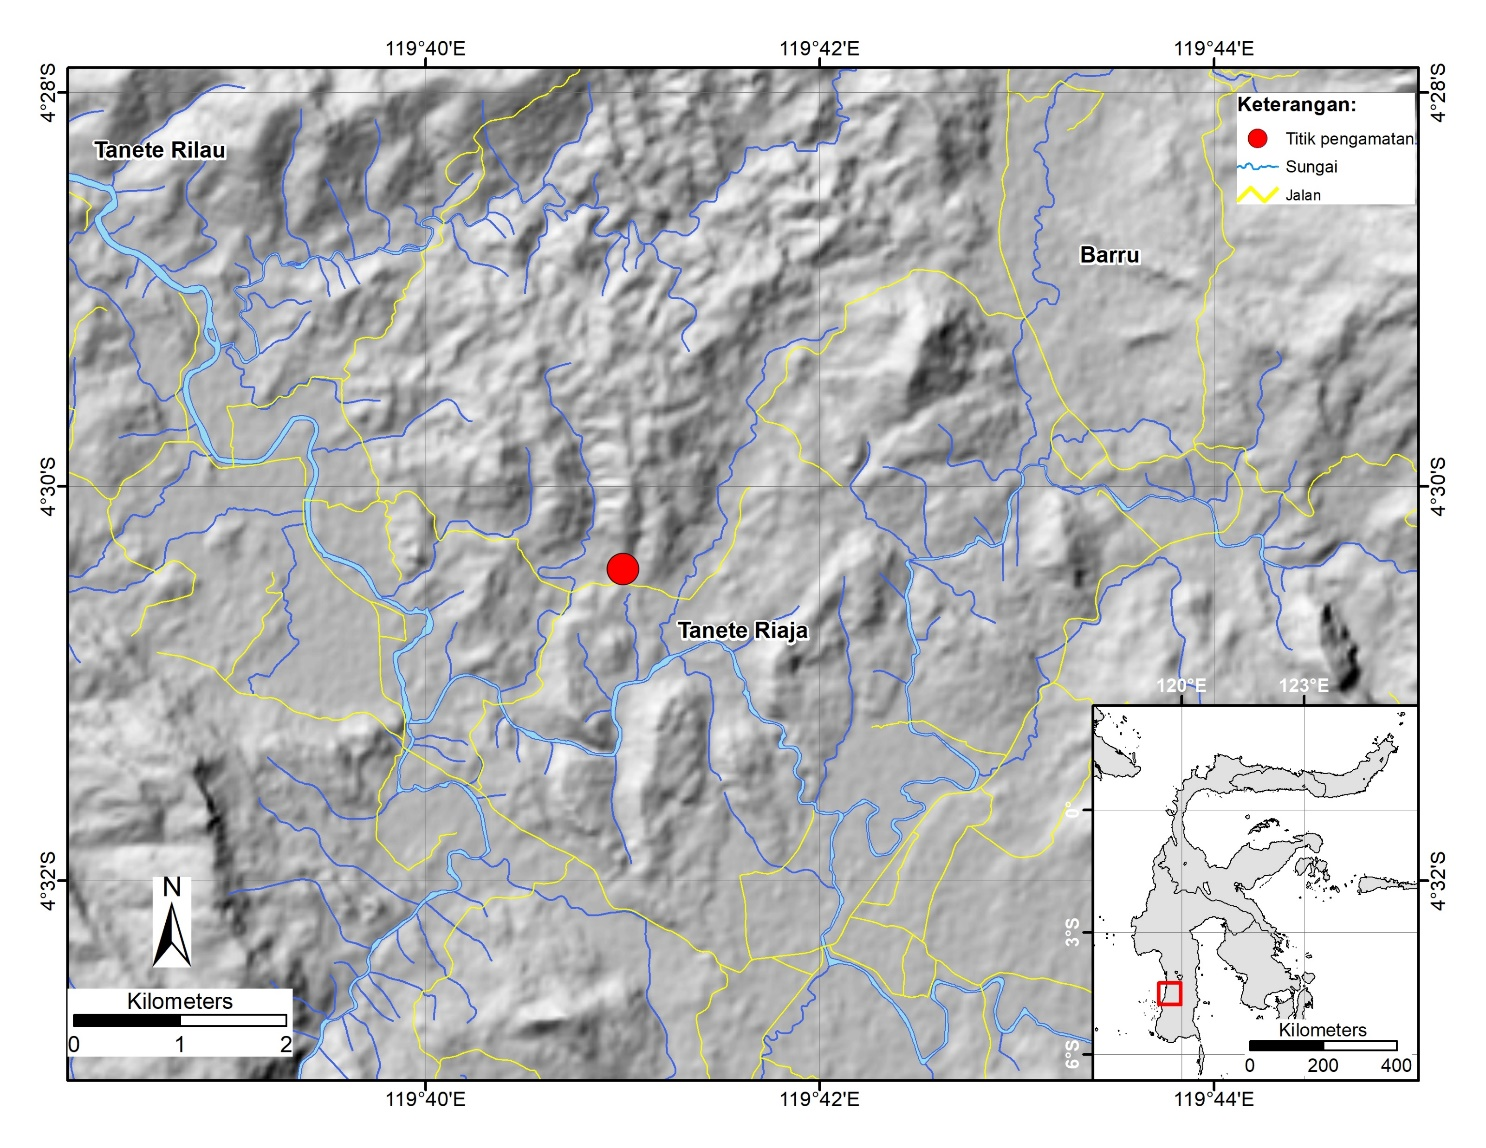 119°40'E
119°42'E
119°44'E
4°28'S
4°28'S
Keterangan:
Titik pengamatan
Sungai
Jalan
Tanete Rilau
Barru
4°30'S
4°30'S
Tanete Riaja
120°E
123°E
0°
3°S
6°S
Kilometers
0 200 400
4°32'S
4°32'S
N
Kilometers
0 1 2
119°40'E
119°42'E
119°44'E